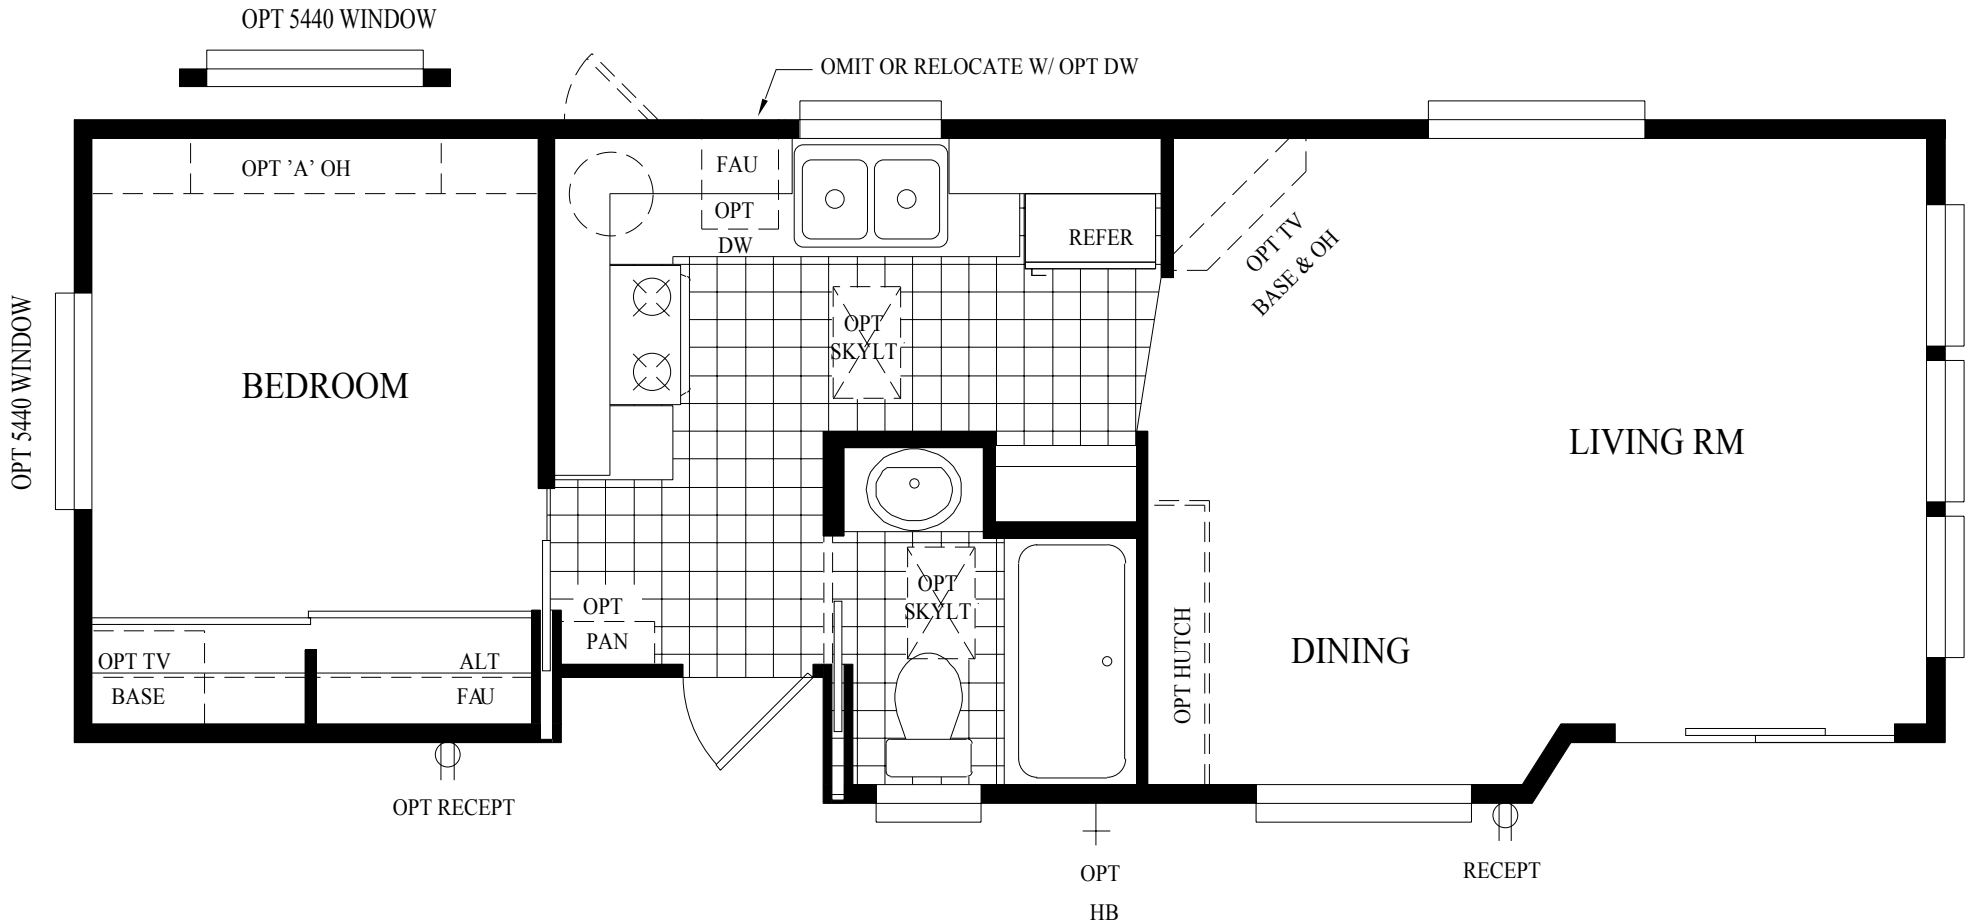 OPT 5440 WINDOW
OMIT OR RELOCATE W/ OPT DW
OPT 'A' OH
FAU
OPT
DW
REFER
OPT TV
BASE & OH
OPT
SKYLT
OPT 5440 WINDOW
BEDROOM
LIVING RM
OPT
SKYLT
OPT
PAN
OPT HUTCH
DINING
OPT TV
BASE
ALT
FAU
OPT RECEPT
OPT
HB
RECEPT